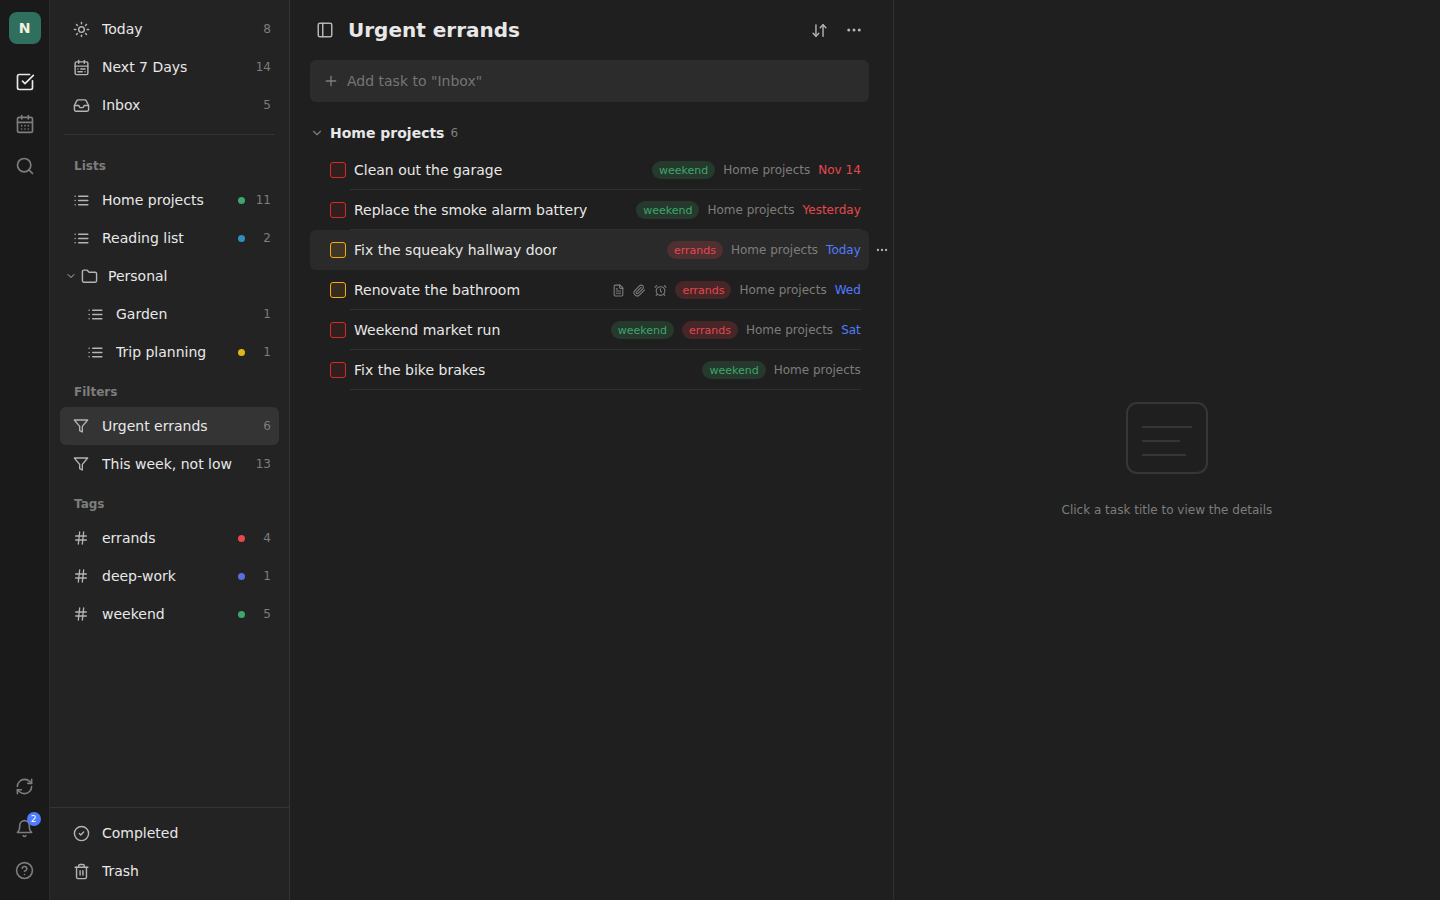 N
Today 8
Next 7 Days 14
Inbox 5
Lists
Home projects 11
Reading list 2
Personal
Garden 1
Trip planning 1
Filters
Urgent errands 6
This week, not low 13
Tags
errands 4
deep-work 1
weekend 5
2
Completed
Trash
Urgent errands
Add task to "Inbox"
Home projects 6
Clean out the garage weekend Home projects Nov 14
Replace the smoke alarm battery weekend Home projects Yesterday
Fix the squeaky hallway door errands Home projects Today
Renovate the bathroom errands Home projects Wed
Weekend market run weekend errands Home projects Sat
Fix the bike brakes weekend Home projects
Click a task title to view the details